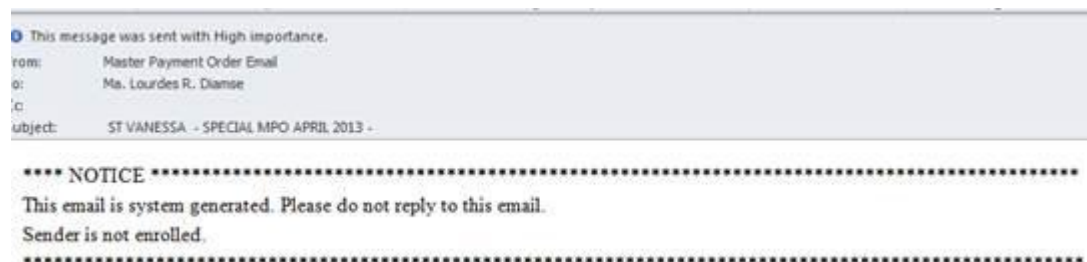 This message was sent with High importance.
rom: Master Payment Order Email
o: Ma. Lourdes R. Diamse
c:
ubject: ST VANESSA - SPECIAL MPO APRIL 2013 -
**** NOTICE ******************************************************************************************
This email is system generated. Please do not reply to this email.
Sender is not enrolled.
********************************************************************************************************